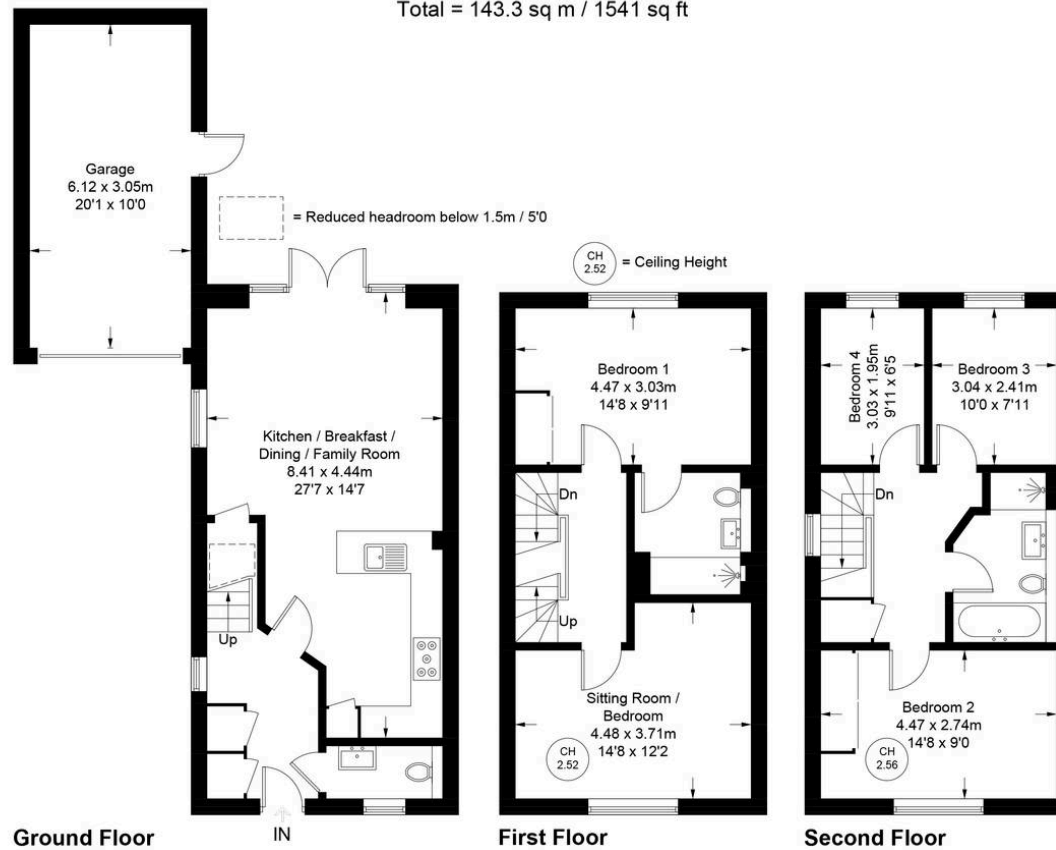 Total = 143.3 sq m / 1541 sq ft
Garage
6.12 x 3.05m
20'1 x 10'0
= Reduced headroom below 1.5m / 5'0
CH
2.52
= Ceiling Height
Kitchen / Breakfast /
Dining / Family Room
8.41 x 4.44m
27'7 x 14'7
Up
IN
Ground Floor
Bedroom 1
4.47 x 3.03m
14'8 x 9'11
Dn
Up
Sitting Room /
Bedroom
4.48 x 3.71m
14'8 x 12'2
CH
2.52
First Floor
Bedroom 4
3.03 x 1.95m
9'11 x 6'5
Bedroom 3
3.04 x 2.41m
10'0 x 7'11
Dn
Bedroom 2
4.47 x 2.74m
14'8 x 9'0
CH
2.56
Second Floor